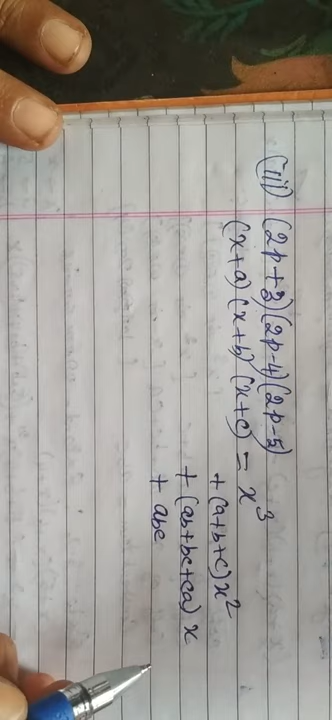 (iii) (2p+3)(2p-4)(2p-5)
(x+a)(x+b)(x+c) = x³
+(a+b+c)x²
+(ab+bc+ca)x
+ abc